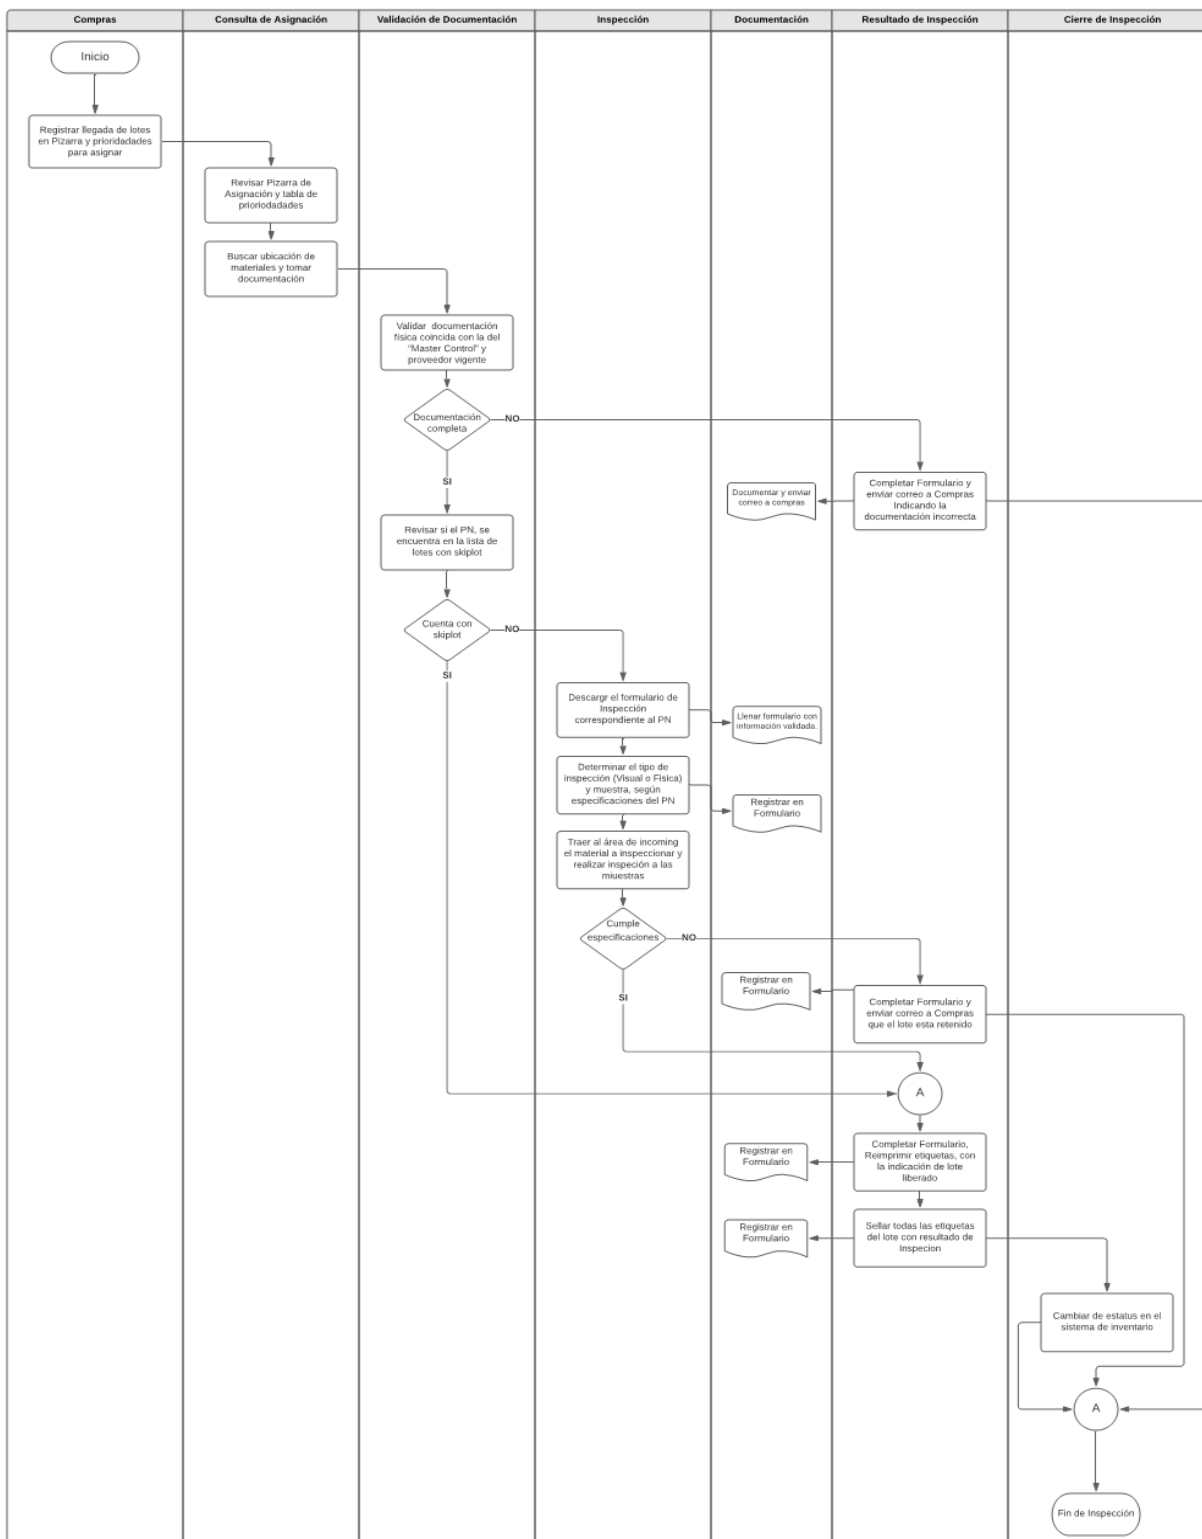 Compras
Consulta de Asignación
Validación de Documentación
Inspección
Documentación
Resultado de Inspección
Cierre de Inspección
Inicio
Registrar llegada de lotes
en Pizarra y prioridadades
para asignar
Revisar Pizarra de
Asignación y tabla de
prioriodadades
Buscar ubicación de
materiales y tomar
documentación
Validar documentación
física coincida con la del
"Master Control" y
proveedor vigente
Documentación
completa
NO
SI
Completar Formulario y
enviar correo a Compras
Indicando la
documentación incorrecta
Documentar y enviar
correo a compras
Revisar si el PN, se
encuentra en la lista de
lotes con skiplot
Cuenta con
skiplot
NO
SI
Descargr el formulario de
Inspección
correspondiente al PN
Llenar formulario con
información validada.
Determinar el tipo de
inspección (Visual o Fisica)
y muestra, según
especificaciones del PN
Registrar en
Formulario
Traer al área de incoming
el material a inspeccionar y
realizar inspeción a las
miuestras
Cumple
especificaciones
NO
SI
Registrar en
Formulario
Completar Formulario y
enviar correo a Compras
que el lote esta retenido
A
Registrar en
Formulario
Completar Formulario,
Reimprimir etiquetas, con
la indicación de lote
liberado
Registrar en
Formulario
Sellar todas las etiquetas
del lote con resultado de
Inspecion
Cambiar de estatus en el
sistema de inventario
A
Fin de Inspección